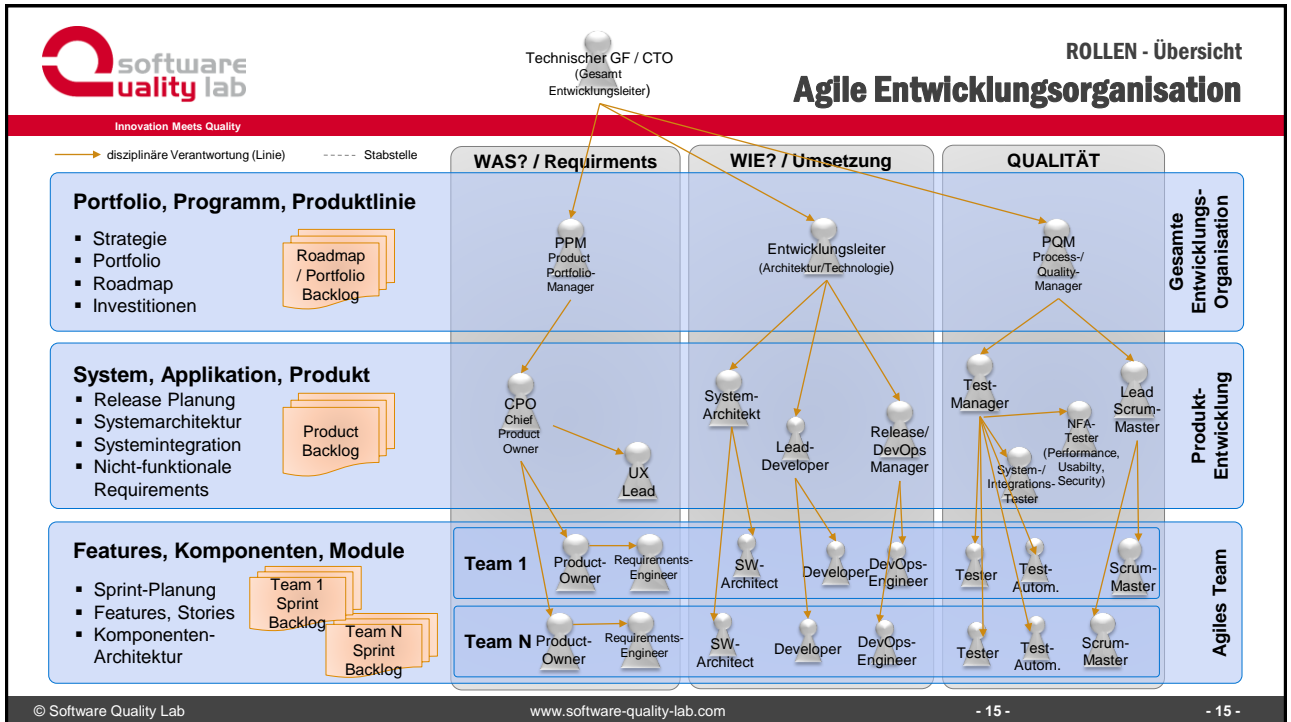 software
Quality lab
Innovation Meets Quality
ROLLEN - Übersicht
Agile Entwicklungsorganisation
Technischer GF / CTO
(Gesamt
Entwicklungsleiter)
disziplinäre Verantwortung (Linie)
Stabstelle
WAS? / Requirments
WIE? / Umsetzung
QUALITÄT
Portfolio, Programm, Produktlinie
▪ Strategie
▪ Portfolio
▪ Roadmap
▪ Investitionen
Roadmap
/ Portfolio
Backlog
PPM
Product
Portfolio-
Manager
Entwicklungsleiter
(Architektur/Technologie)
PQM
Process-/
Quality-
Manager
Gesamte
Entwicklungs-
Organisation
System, Applikation, Produkt
▪ Release Planung
▪ Systemarchitektur
▪ Systemintegration
▪ Nicht-funktionale
Requirements
Product
Backlog
CPO
Chief
Product
Owner
UX
Lead
System-
Architekt
Lead-
Developer
Release/
DevOps
Manager
Test-
Manager
System-/
Integrations-
Tester
NFA-
Tester
(Performance,
Usabilty,
Security)
Lead
Scrum-
Master
Produkt-
Entwicklung
Features, Komponenten, Module
▪ Sprint-Planung
▪ Features, Stories
▪ Komponenten-
Architektur
Team 1
Sprint
Backlog
Team N
Sprint
Backlog
Team 1
Product-
Owner
Requirements-
Engineer
SW-
Architect
Developer
DevOps-
Engineer
Tester
Test-
Autom.
Scrum-
Master
Team N
Product-
Owner
Requirements-
Engineer
SW-
Architect
Developer
DevOps-
Engineer
Tester
Test-
Autom.
Scrum-
Master
Agiles Team
© Software Quality Lab
www.software-quality-lab.com
- 15 -
- 15 -